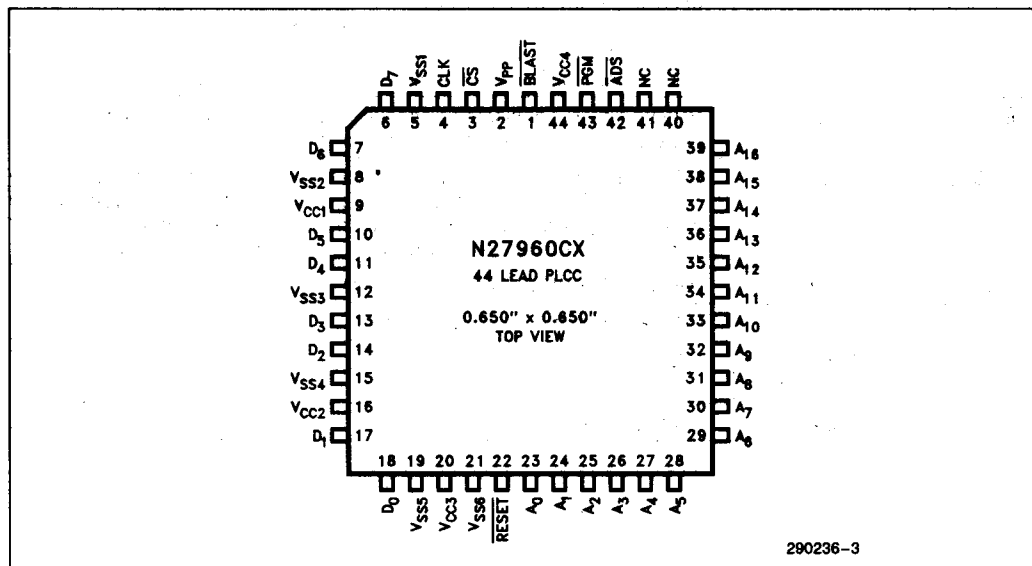 D7 VSS1 CLK C̅S̅ VPP B̅L̅A̅S̅T̅ VCC4 P̅G̅M̅ A̅D̅S̅ NC NC
6 5 4 3 2 1 44 43 42 41 40
D6 7 39 A16
VSS2 8 38 A15
VCC1 9 37 A14
D5 10 36 A13
D4 11 35 A12
VSS3 12 34 A11
D3 13 33 A10
D2 14 32 A9
VSS4 15 31 A8
VCC2 16 30 A7
D1 17 29 A6
N27960CX
44 LEAD PLCC
0.650" x 0.650"
TOP VIEW
18 19 20 21 22 23 24 25 26 27 28
D0 VSS5 VCC3 VSS6 R̅E̅S̅E̅T̅ A0 A1 A2 A3 A4 A5
290236-3